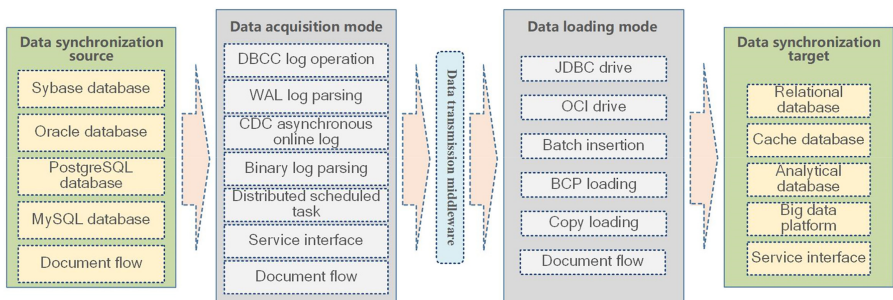 Data synchronization
source
Sybase database
Oracle database
PostgreSQL
database
MySQL database
Document flow
Data acquisition mode
DBCC log operation
WAL log parsing
CDC asynchronous
online log
Binary log parsing
Distributed scheduled
task
Service interface
Document flow
Data transmission middleware
Data loading mode
JDBC drive
OCI drive
Batch insertion
BCP loading
Copy loading
Document flow
Data synchronization
target
Relational
database
Cache database
Analytical
database
Big data
platform
Service interface